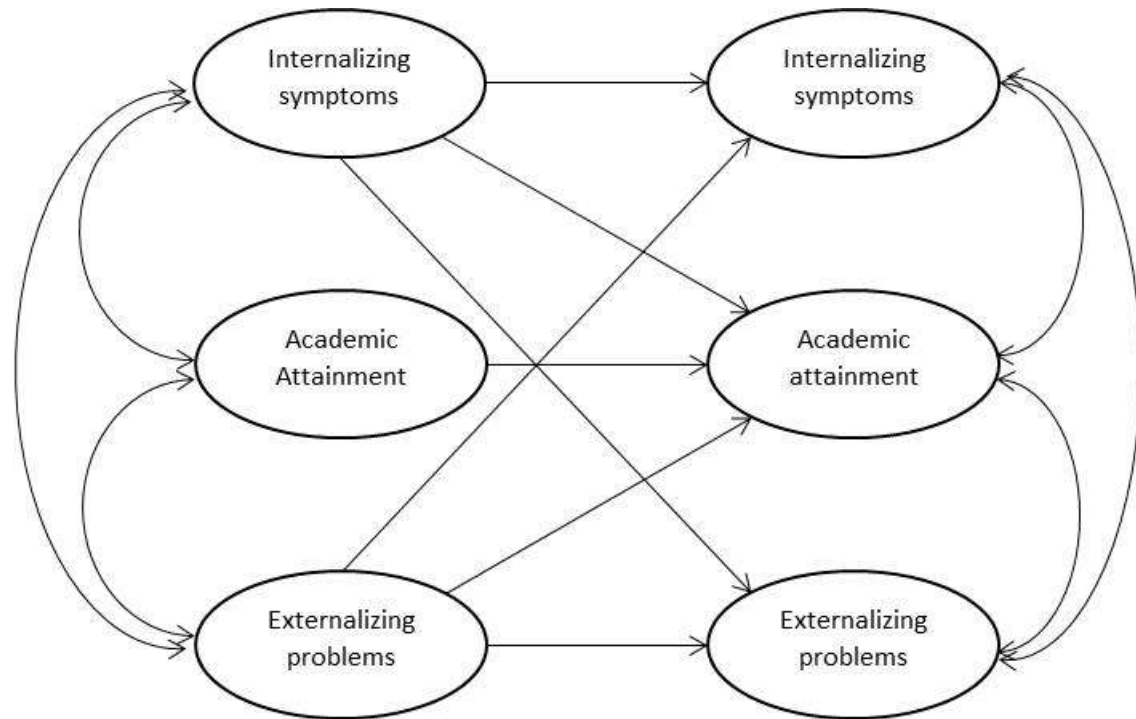 Internalizing
symptoms
Internalizing
symptoms
Academic
Attainment
Academic
attainment
Externalizing
problems
Externalizing
problems